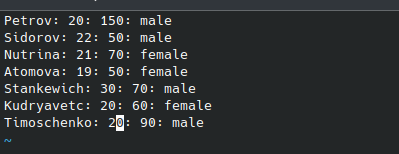 Petrov: 20: 150: male
Sidorov: 22: 50: male
Nutrina: 21: 70: female
Atomova: 19: 50: female
Stankewich: 30: 70: male
Kudryavetc: 20: 60: female
Timoschenko: 20: 90: male
~